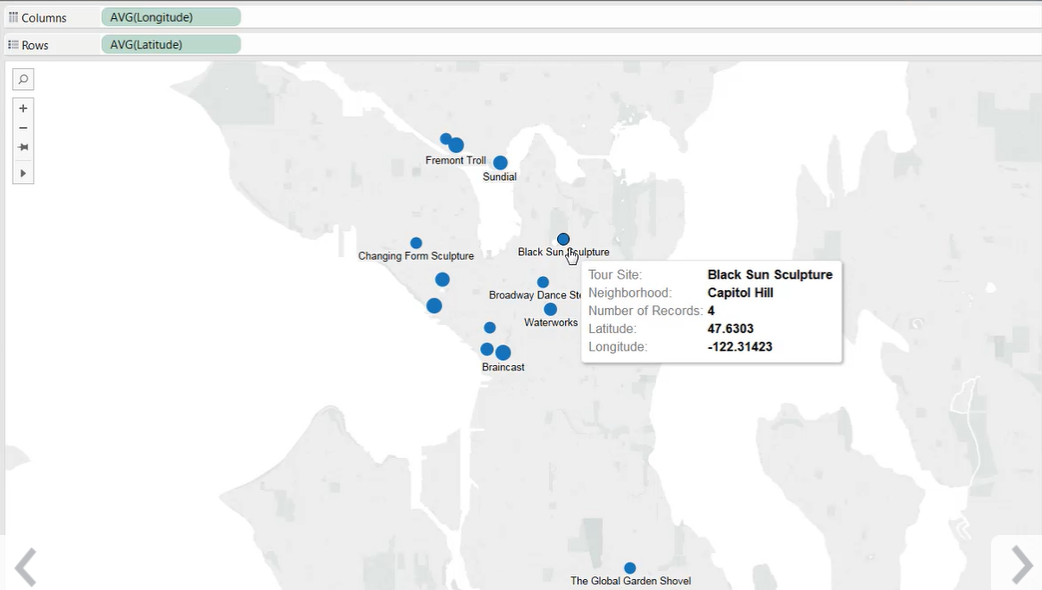 Columns
AVG(Longitude)
Rows
AVG(Latitude)
Fremont Troll
Sundial
Changing Form Sculpture
Black Sun Sculpture
Broadway Dance Ste
Waterworks
Braincast
Tour Site: Black Sun Sculpture
Neighborhood: Capitol Hill
Number of Records: 4
Latitude: 47.6303
Longitude: -122.31423
The Global Garden Shovel